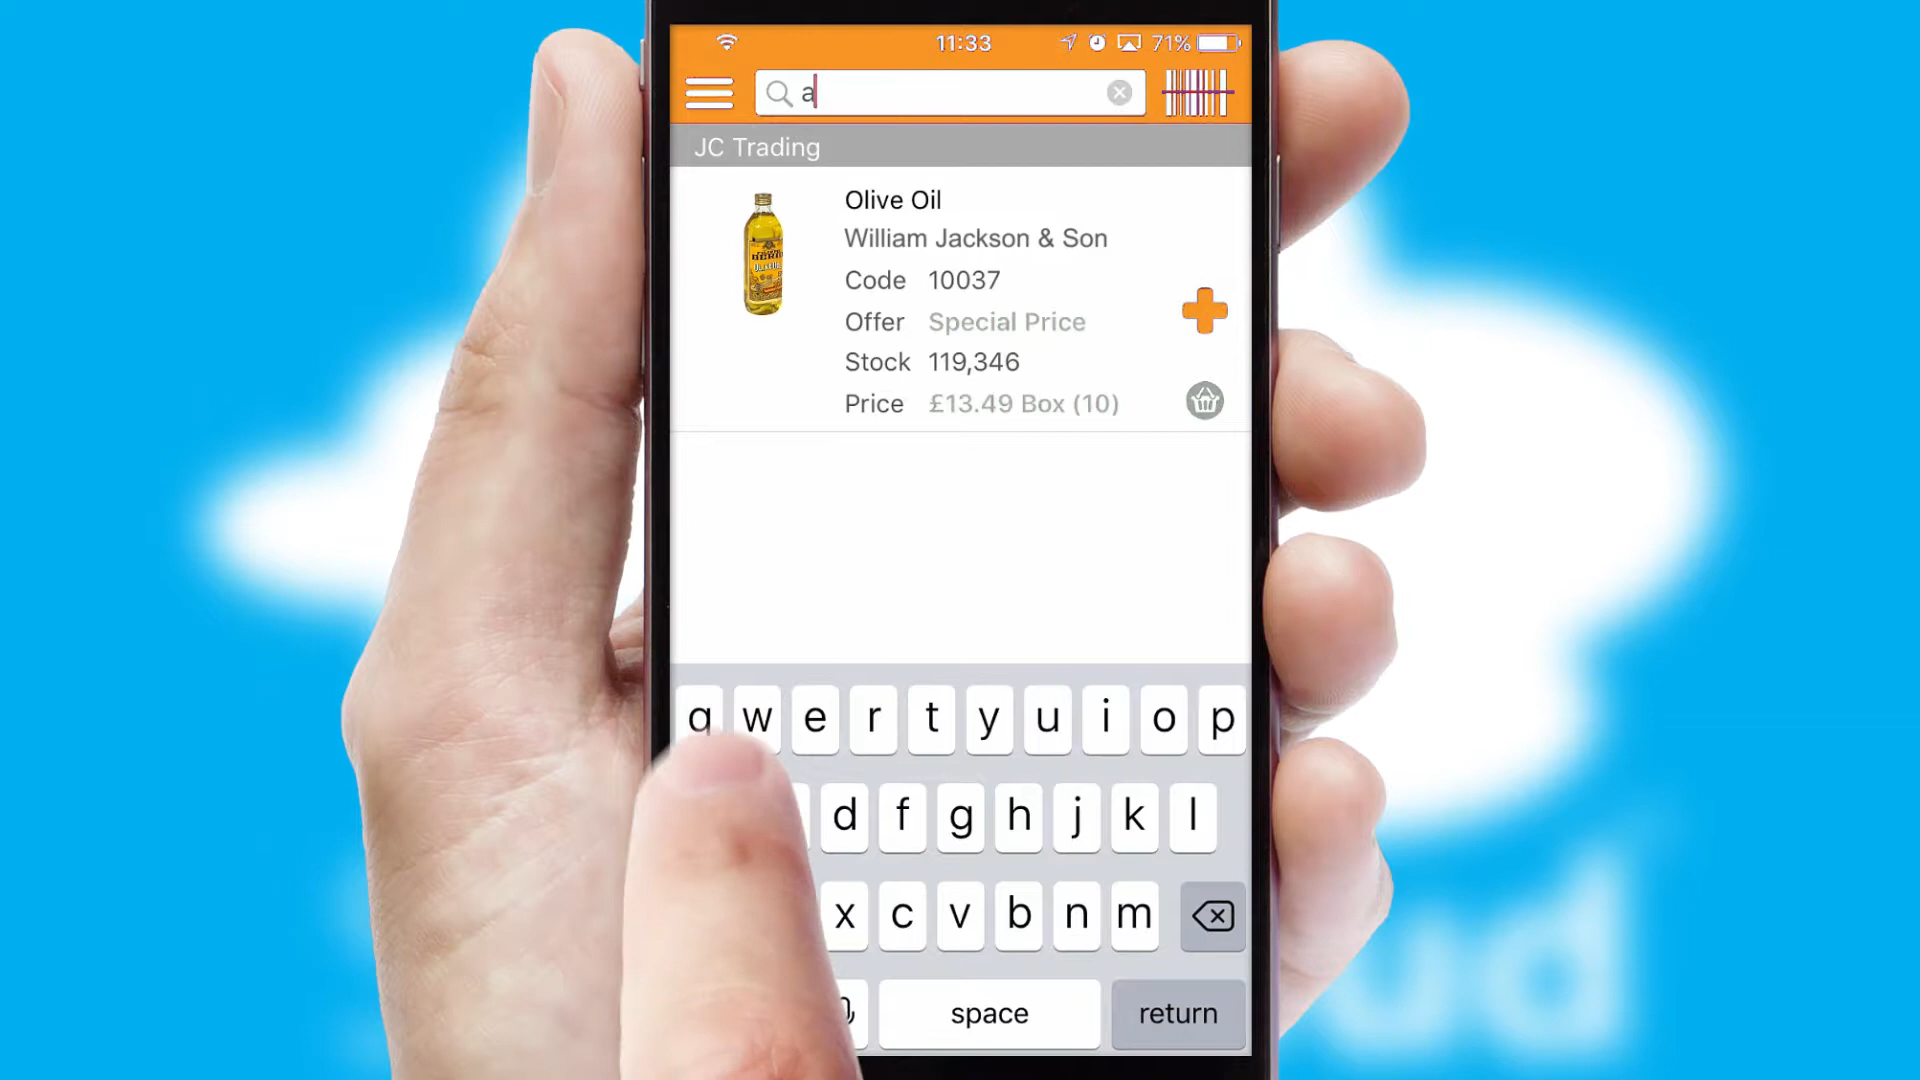 11:33
71%
a
JC Trading
Olive Oil
William Jackson & Son
Code 10037
Offer Special Price
Stock 119,346
Price £13.49 Box (10)
q w e r t y u i o p
d f g h j k l
x c v b n m
space return
ud